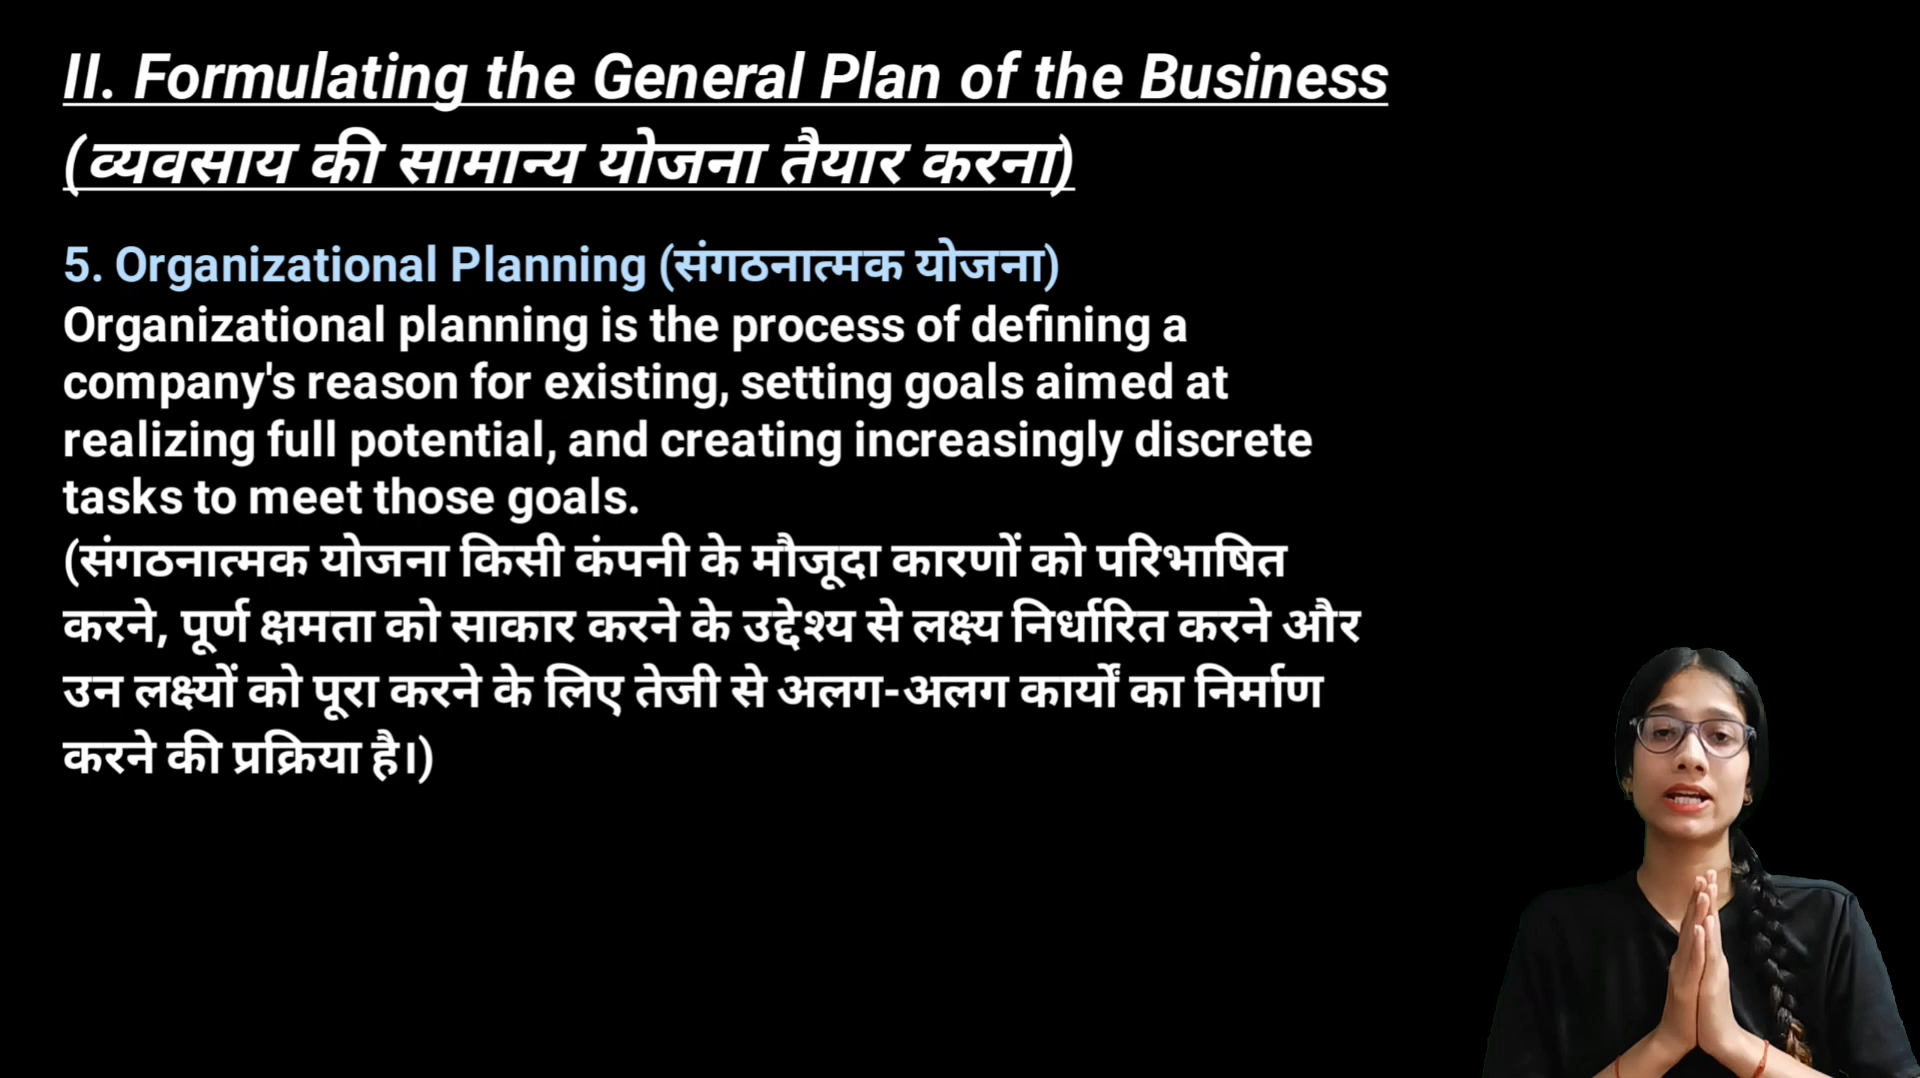 II. Formulating the General Plan of the Business
(व्यवसाय की सामान्य योजना तैयार करना)
5. Organizational Planning (संगठनात्मक योजना)
Organizational planning is the process of defining a
company's reason for existing, setting goals aimed at
realizing full potential, and creating increasingly discrete
tasks to meet those goals.
(संगठनात्मक योजना किसी कंपनी के मौजूदा कारणों को परिभाषित
करने, पूर्ण क्षमता को साकार करने के उद्देश्य से लक्ष्य निर्धारित करने और
उन लक्ष्यों को पूरा करने के लिए तेजी से अलग-अलग कार्यों का निर्माण
करने की प्रक्रिया है।)